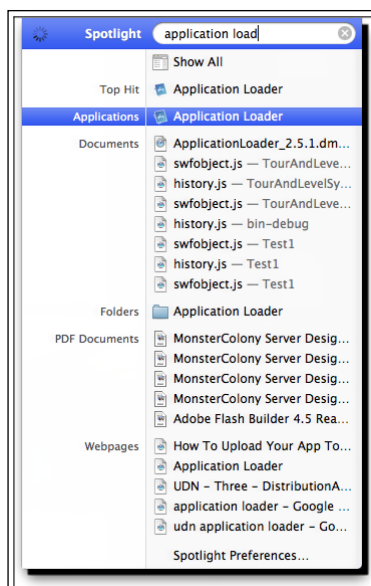 Spotlight application load
Show All
Top Hit Application Loader
Applications Application Loader
Documents ApplicationLoader_2.5.1.dm...
swfobject.js — TourAndLeve...
history.js — TourAndLevelSy...
swfobject.js — TourAndLeve...
history.js — bin-debug
swfobject.js — Test1
history.js — Test1
swfobject.js — Test1
Folders Application Loader
PDF Documents MonsterColony Server Desig...
MonsterColony Server Desig...
MonsterColony Server Desig...
MonsterColony Server Desig...
Adobe Flash Builder 4.5 Rea...
Webpages How To Upload Your App To...
Application Loader
UDN – Three – DistributionA...
application loader – Google ...
udn application loader – Go...
Spotlight Preferences...